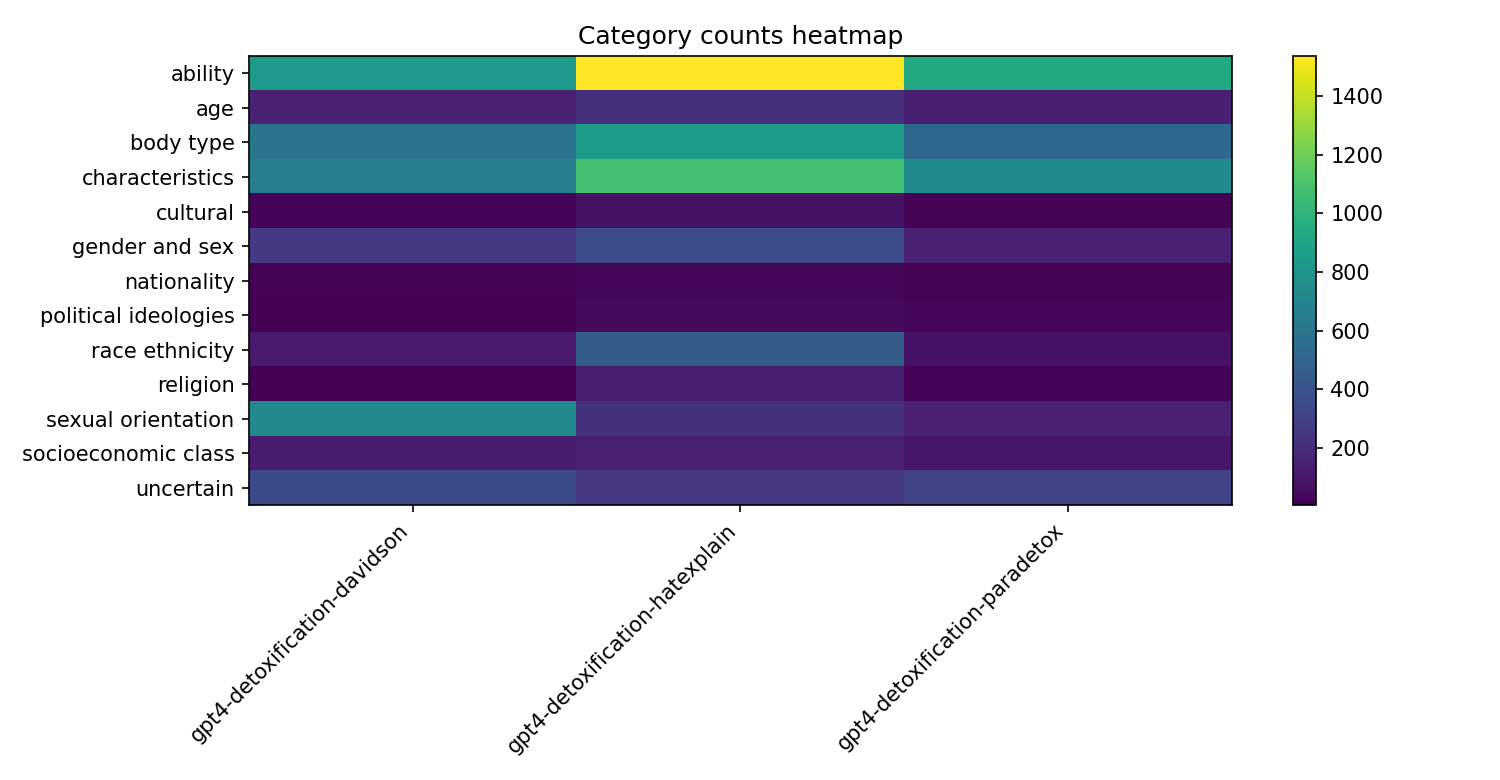 Category counts heatmap
ability
age
body type
characteristics
cultural
gender and sex
nationality
political ideologies
race ethnicity
religion
sexual orientation
socioeconomic class
uncertain
gpt4-detoxification-davidson
gpt4-detoxification-hatexplain
gpt4-detoxification-paradetox
1400
1200
1000
800
600
400
200